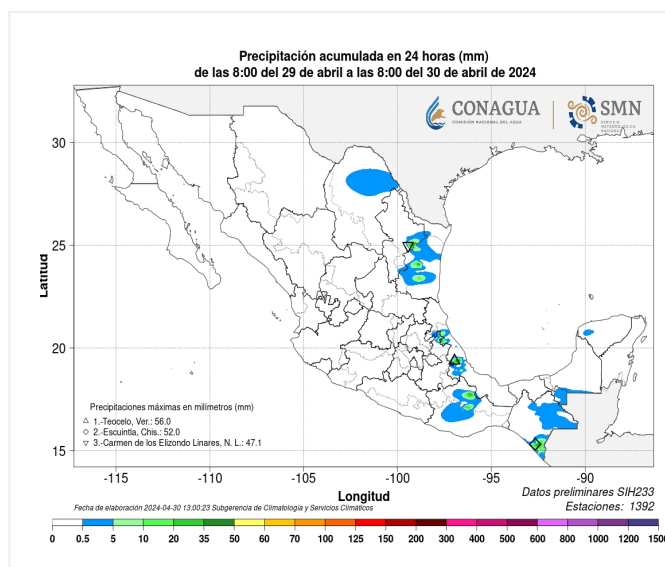 Precipitación acumulada en 24 horas (mm)
de las 8:00 del 29 de abril a las 8:00 del 30 de abril de 2024
CONAGUA
COMISIÓN NACIONAL DEL AGUA
SMN
SERVICIO
METEOROLÓGICO
NACIONAL
30
25
20
15
Latitud
Precipitaciones máximas en milímetros (mm)
1.-Teocelo, Ver.: 56.0
2.-Escuintla, Chis.: 52.0
3.-Carmen de los Elizondo Linares, N. L.: 47.1
-115 -110 -105 -100 -95 -90
Longitud
Datos preliminares SIH233
Estaciones: 1392
Fecha de elaboración 2024-04-30 13:00:23 Subgerencia de Climatología y Servicios Climáticos
0 0.5 5 10 20 35 50 60 70 100 125 150 200 300 400 500 600 800 1000 1200 1500